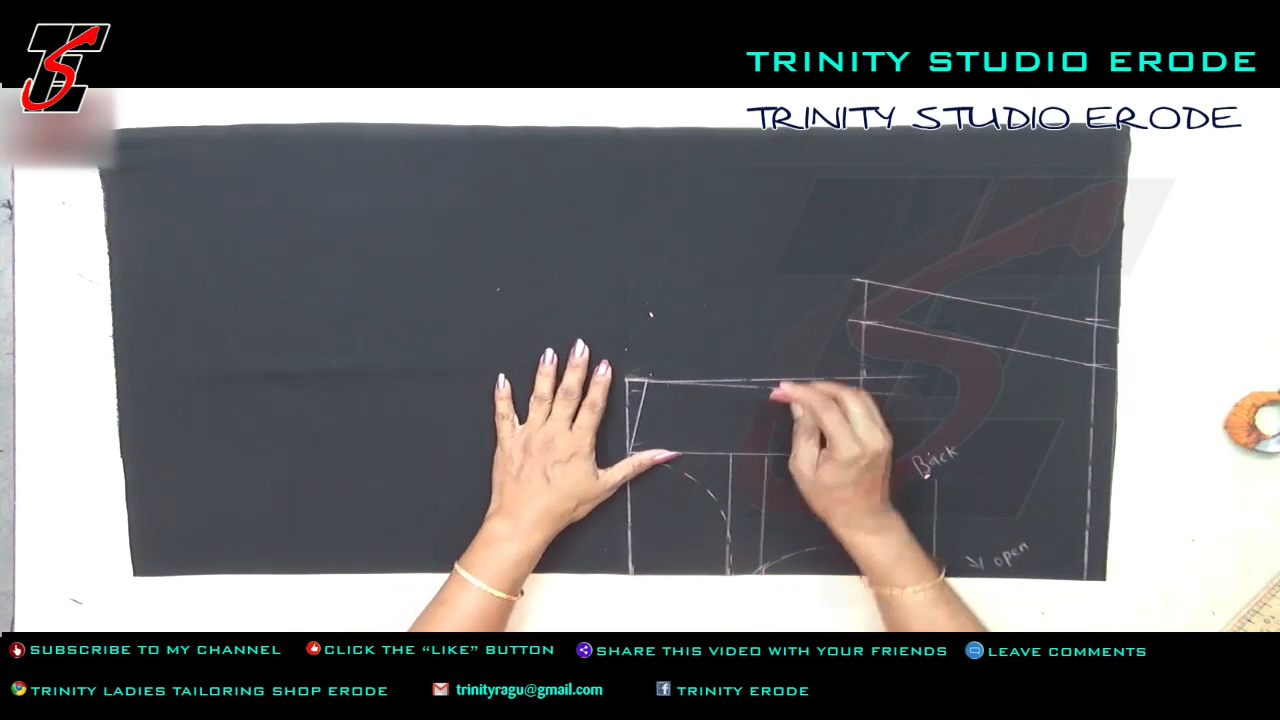 TRINITY STUDIO ERODE
TRINITY STUDIO ERODE
Back
open
SUBSCRIBE TO MY CHANNEL
CLICK THE “LIKE” BUTTON
SHARE THIS VIDEO WITH YOUR FRIENDS
LEAVE COMMENTS
TRINITY LADIES TAILORING SHOP ERODE
trinityragu@gmail.com
TRINITY ERODE